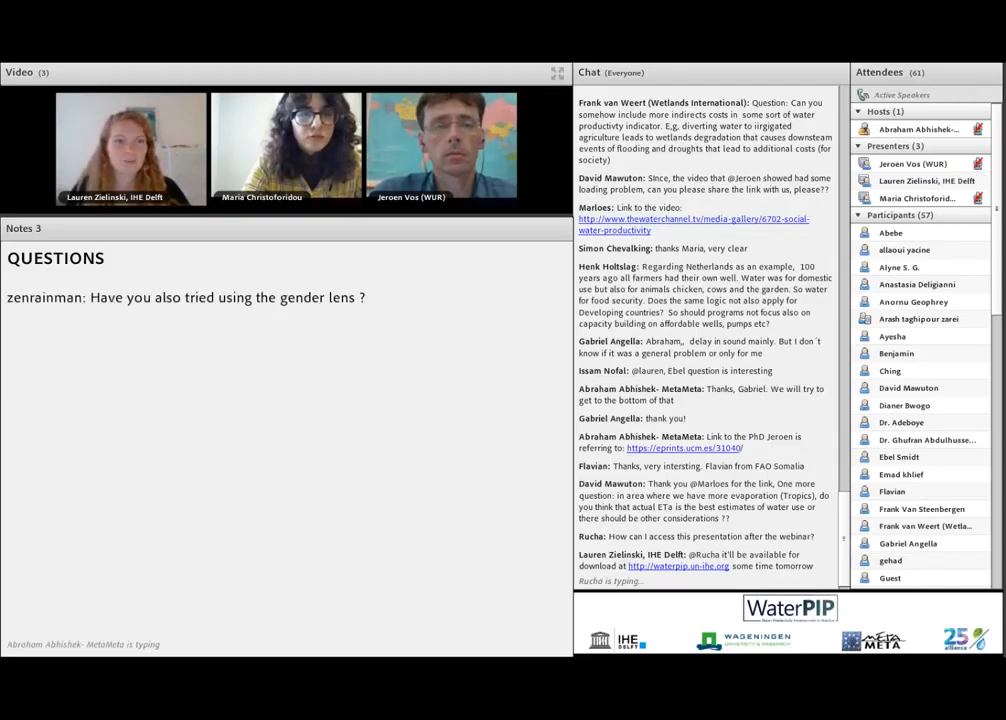 Video (3)
Lauren Zielinski, IHE Delft
Maria Christoforidou
Jeroen Vos (WUR)
Notes 3
QUESTIONS
zenrainman: Have you also tried using the gender lens ?
Abraham Abhishek- MetaMeta is typing
Chat (Everyone)
Frank van Weert (Wetlands International): Question: Can you
somehow include more indirects costs in some sort of water
productivity indicator. E,g, diverting water to iirgigated
agriculture leads to wetlands degradation that causes downsteam
events of flooding and droughts that lead to additional costs (for
society)
David Mawuton: SInce, the video that @Jeroen showed had some
loading problem, can you please share the link with us, please??
Marloes: Link to the video:
http://www.thewaterchannel.tv/media-gallery/6702-social-
water-productivity
Simon Chevalking: thanks Maria, very clear
Henk Holtslag: Regarding Netherlands as an example, 100
years ago all farmers had their own well. Water was for domestic
use but also for animals chicken, cows and the garden. So water
for food security. Does the same logic not also apply for
Developing countries? So should programs not focus also on
capacity building on affordable wells, pumps etc?
Gabriel Angella: Abraham,, delay in sound mainly. But I don´t
know if it was a general problem or only for me
Issam Nofal: @lauren, Ebel question is interesting
Abraham Abhishek- MetaMeta: Thanks, Gabriel. We will try to
get to the bottom of that
Gabriel Angella: thank you!
Abraham Abhishek- MetaMeta: Link to the PhD Jeroen is
referring to: https://eprints.ucm.es/31040/
Flavian: Thanks, very intersting. Flavian from FAO Somalia
David Mawuton: Thank you @Marloes for the link, One more
question: in area where we have more evaporation (Tropics), do
you think that actual ETa is the best estimates of water use or
there should be other considerations ??
Rucha: How can I access this presentation after the webinar?
Lauren Zielinski, IHE Delft: @Rucha it'll be available for
download at http://waterpip.un-ihe.org some time tomorrow
Rucha is typing...
Attendees (61)
Active Speakers
Hosts (1)
Abraham Abhishek-...
Presenters (3)
Jeroen Vos (WUR)
Lauren Zielinski, IHE Delft
Maria Christoforid...
Participants (57)
Abebe
allaoui yacine
Alyne S. G.
Anastasia Deligianni
Anornu Geophrey
Arash taghipour zarei
Ayesha
Benjamin
Ching
David Mawuton
Dianer Bwogo
Dr. Adeboye
Dr. Ghufran Abdulhusse...
Ebel Smidt
Emad khlief
Flavian
Frank Van Steenbergen
Frank van Weert (Wetla...
Gabriel Angella
gehad
Guest
WaterPIP
IHE
DELFT
WAGENINGEN
META
META
25
alliance